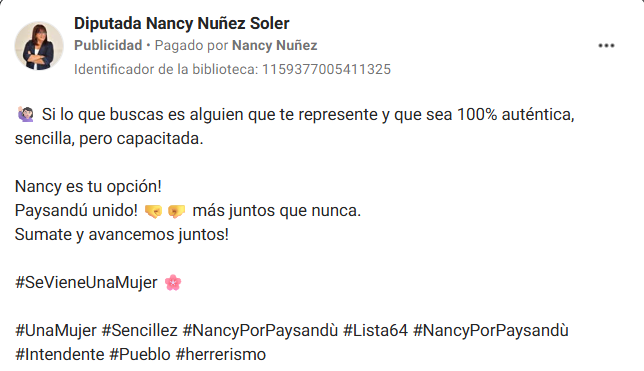 Diputada Nancy Nuñez Soler
Publicidad • Pagado por Nancy Nuñez
Identificador de la biblioteca: 1159377005411325
🙋🏻‍♀️ Si lo que buscas es alguien que te represente y que sea 100% auténtica,
sencilla, pero capacitada.
Nancy es tu opción!
Paysandú unido! 🤜🤛 más juntos que nunca.
Sumate y avancemos juntos!
#SeVieneUnaMujer 🌸
#UnaMujer #Sencillez #NancyPorPaysandù #Lista64 #NancyPorPaysandù
#Intendente #Pueblo #herrerismo